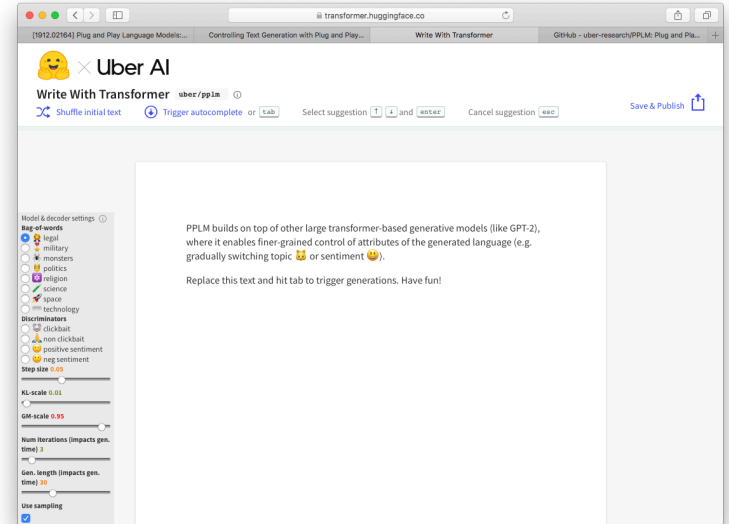 transformer.huggingface.co
[1912.02164] Plug and Play Language Models:...
Controlling Text Generation with Plug and Play...
Write With Transformer
GitHub - uber-research/PPLM: Plug and Pla...
× Uber AI
Write With Transformer uber/pplm
Shuffle initial text
Trigger autocomplete or tab
Select suggestion ↑ ↓ and enter
Cancel suggestion esc
Save & Publish
PPLM builds on top of other large transformer-based generative models (like GPT-2),
where it enables finer-grained control of attributes of the generated language (e.g.
gradually switching topic 🐱 or sentiment 😃).
Replace this text and hit tab to trigger generations. Have fun!
Model & decoder settings
Bag-of-words
legal
military
monsters
politics
religion
science
space
technology
Discriminators
clickbait
non clickbait
positive sentiment
neg sentiment
Step size 0.05
KL-scale 0.01
GM-scale 0.95
Num iterations (impacts gen.
time) 3
Gen. length (impacts gen.
time) 30
Use sampling